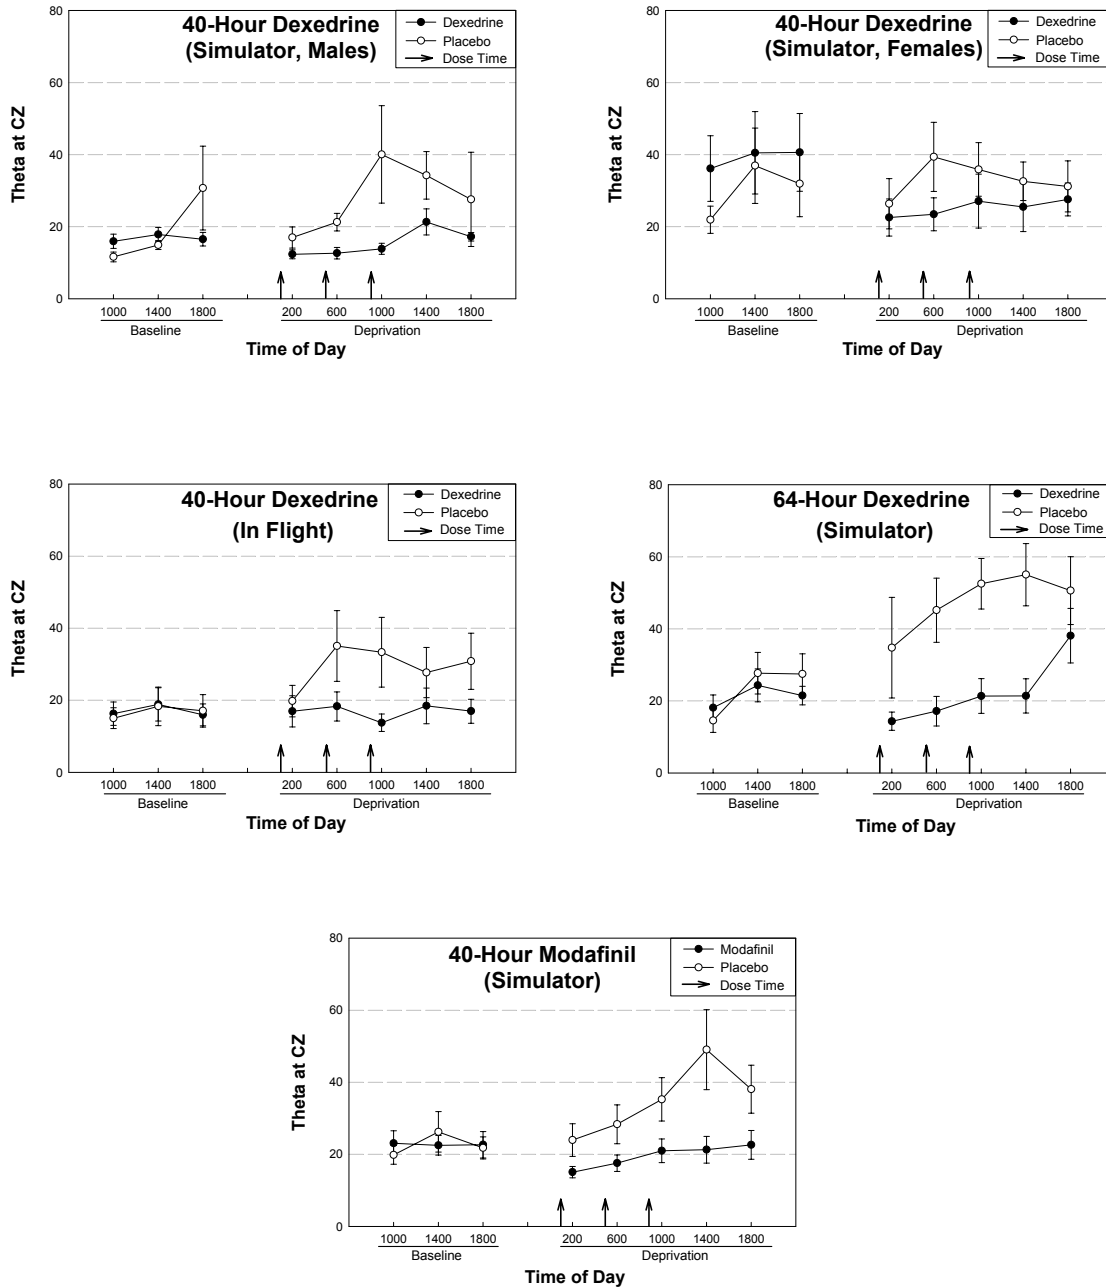 40-Hour Dexedrine
(Simulator, Males)
Dexedrine
Placebo
Dose Time
Theta at CZ
80
60
40
20
0
1000 1400 1800 200 600 1000 1400 1800
Baseline Deprivation
Time of Day
40-Hour Dexedrine
(Simulator, Females)
Dexedrine
Placebo
Dose Time
Theta at CZ
80
60
40
20
0
1000 1400 1800 200 600 1000 1400 1800
Baseline Deprivation
Time of Day
40-Hour Dexedrine
(In Flight)
Dexedrine
Placebo
Dose Time
Theta at CZ
80
60
40
20
0
1000 1400 1800 200 600 1000 1400 1800
Baseline Deprivation
Time of Day
64-Hour Dexedrine
(Simulator)
Dexedrine
Placebo
Dose Time
Theta at CZ
80
60
40
20
0
1000 1400 1800 200 600 1000 1400 1800
Baseline Deprivation
Time of Day
40-Hour Modafinil
(Simulator)
Modafinil
Placebo
Dose Time
Theta at CZ
80
60
40
20
0
1000 1400 1800 200 600 1000 1400 1800
Baseline Deprivation
Time of Day